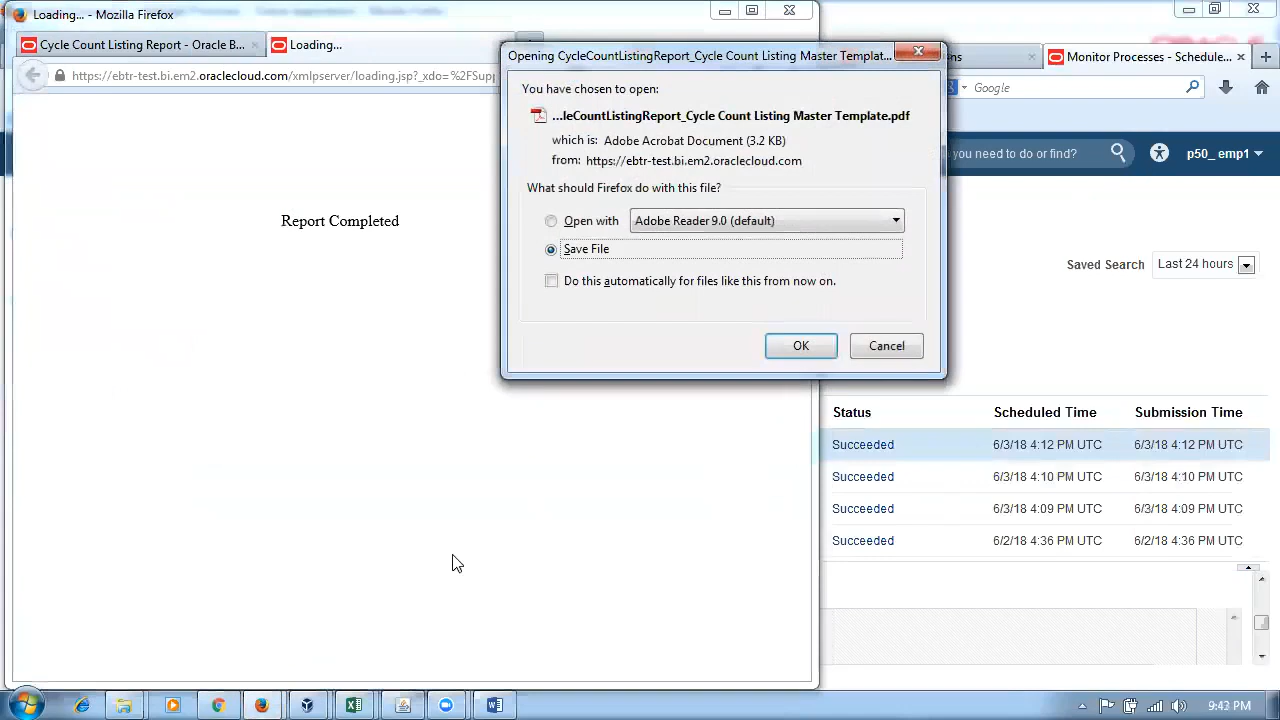 Loading... - Mozilla Firefox
Cycle Count Listing Report - Oracle B...
Loading...
https://ebtr-test.bi.em2.oraclecloud.com/xmlpserver/loading.jsp?_xdo=%2FSupp
Report Completed
Opening CycleCountListingReport_Cycle Count Listing Master Templat...
You have chosen to open:
...leCountListingReport_Cycle Count Listing Master Template.pdf
which is: Adobe Acrobat Document (3.2 KB)
from: https://ebtr-test.bi.em2.oraclecloud.com
What should Firefox do with this file?
Open with Adobe Reader 9.0 (default)
Save File
Do this automatically for files like this from now on.
OK Cancel
Monitor Processes - Schedule...
Google
you need to do or find?
p50_ emp1
Saved Search Last 24 hours
Status Scheduled Time Submission Time
Succeeded 6/3/18 4:12 PM UTC 6/3/18 4:12 PM UTC
Succeeded 6/3/18 4:10 PM UTC 6/3/18 4:10 PM UTC
Succeeded 6/3/18 4:09 PM UTC 6/3/18 4:09 PM UTC
Succeeded 6/2/18 4:36 PM UTC 6/2/18 4:36 PM UTC
9:43 PM